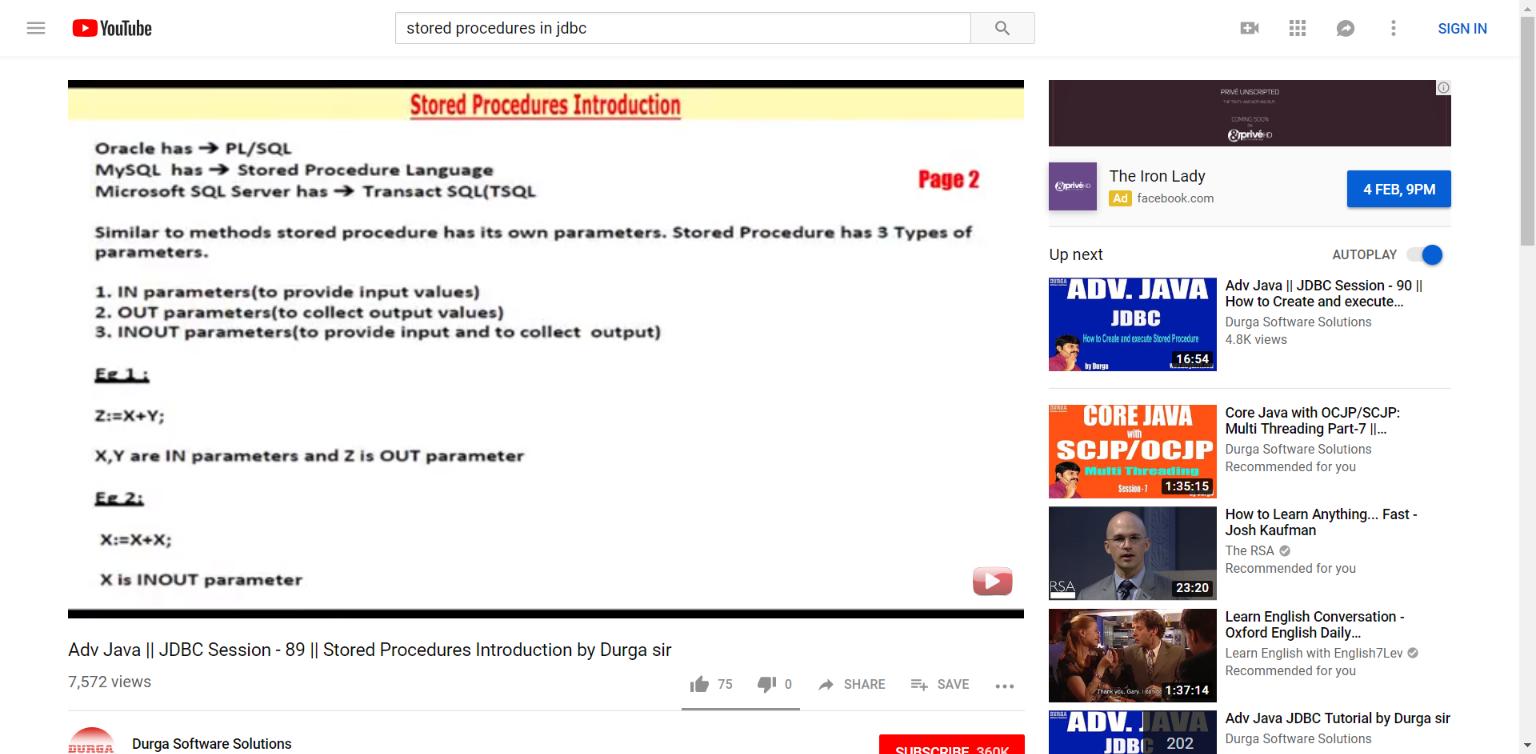 YouTube
stored procedures in jdbc
SIGN IN
Stored Procedures Introduction
Oracle has ➔ PL/SQL
MySQL has ➔ Stored Procedure Language
Microsoft SQL Server has ➔ Transact SQL(TSQL
Page 2
Similar to methods stored procedure has its own parameters. Stored Procedure has 3 Types of
parameters.
1. IN parameters(to provide input values)
2. OUT parameters(to collect output values)
3. INOUT parameters(to provide input and to collect output)
Eg 1 :
Z:=X+Y;
X,Y are IN parameters and Z is OUT parameter
Eg 2:
X:=X+X;
X is INOUT parameter
Adv Java || JDBC Session - 89 || Stored Procedures Introduction by Durga sir
7,572 views
75
0
SHARE
SAVE
DURGA
Durga Software Solutions
SUBSCRIBE 360K
PRIVÉ UNSCRIPTED
COMING SOON
&privé HD
&privé HD
The Iron Lady
Ad facebook.com
4 FEB, 9PM
Up next
AUTOPLAY
DURGA
ADV. JAVA
JDBC
How to Create and execute Stored Procedure
by Durga
16:54
Adv Java || JDBC Session - 90 ||
How to Create and execute...
Durga Software Solutions
4.8K views
DURGA
CORE JAVA
with
SCJP/OCJP
Multi Threading
Session - 7
1:35:15
Core Java with OCJP/SCJP:
Multi Threading Part-7 ||...
Durga Software Solutions
Recommended for you
RSA
23:20
How to Learn Anything... Fast -
Josh Kaufman
The RSA
Recommended for you
Thank you, Gary.
1:37:14
Learn English Conversation -
Oxford English Daily...
Learn English with English7Lev
Recommended for you
DURGA
ADV. JAVA
JDBC
202
Adv Java JDBC Tutorial by Durga sir
Durga Software Solutions